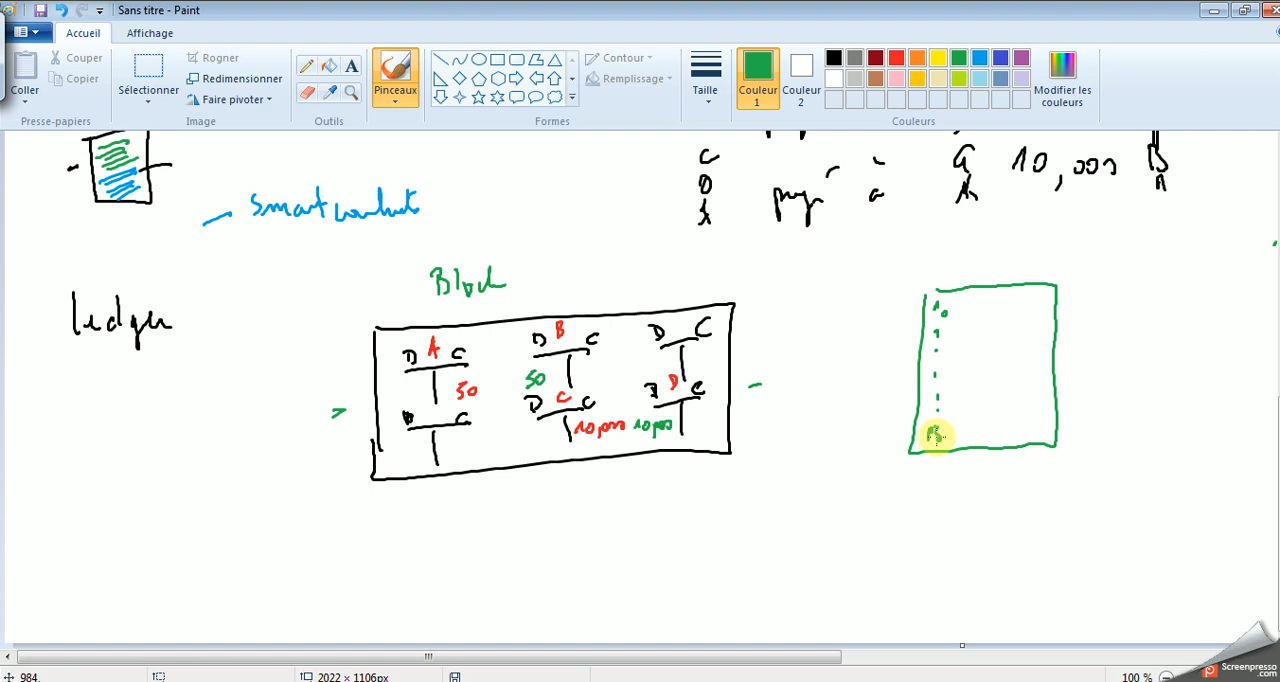 Sans titre - Paint
Accueil
Affichage
Coller
Couper
Copier
Presse-papiers
Sélectionner
Rogner
Redimensionner
Faire pivoter
Image
Outils
Pinceaux
Formes
Contour
Remplissage
Taille
Couleur 1
Couleur 2
Modifier les couleurs
Couleurs
C
D
à
10,000
B
Smart
Block
ledger
D A C
D B C
D C
50
50
D C
D C C
D D C
10,000
10,000
984,
2022 × 1106px
100 %
Screenpresso
.com